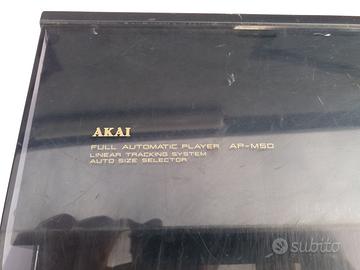 AKAI
FULL AUTOMATIC PLAYER AP-M50
LINEAR TRACKING SYSTEM
AUTO SIZE SELECTOR
subito